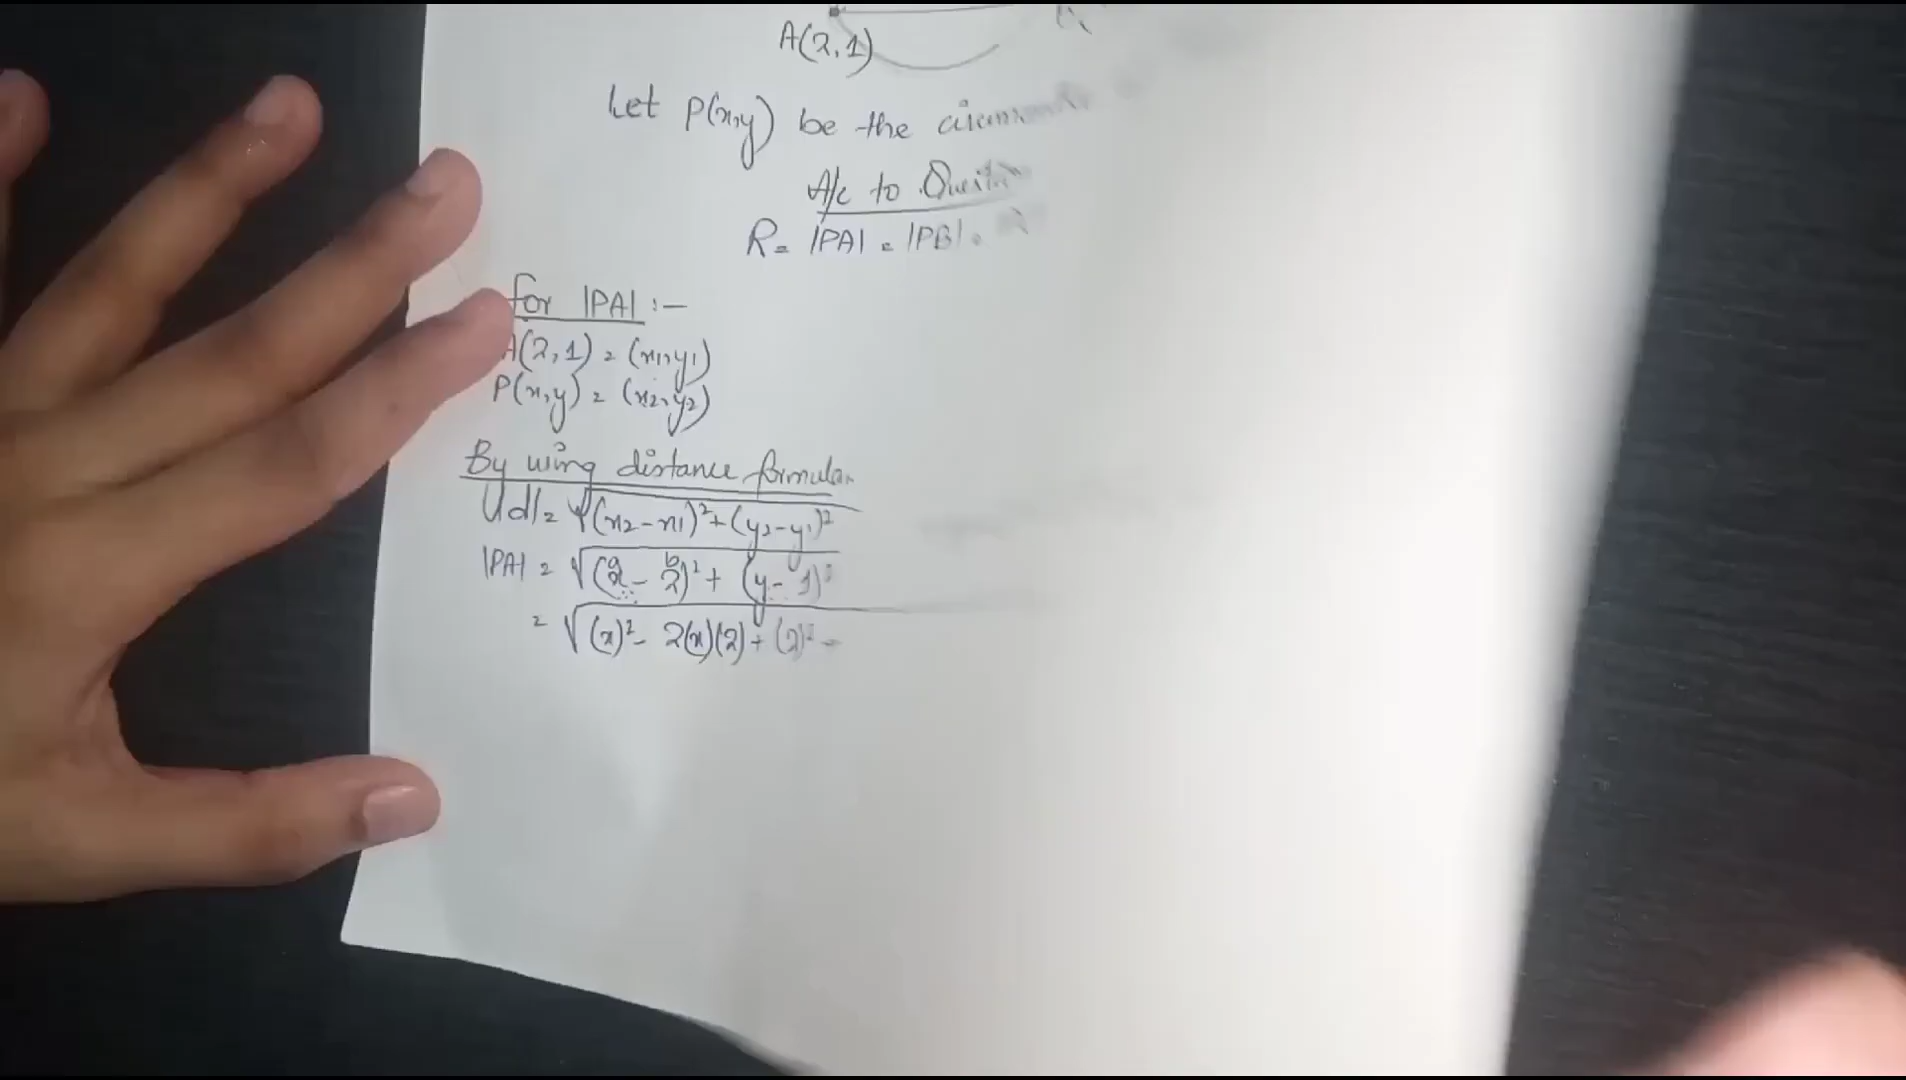 A(2,1)
Let P(x,y) be the
A/c to
R = |PA| = |PB| =
for |PA| :-
A(2,1) = (x1,y1)
P(x,y) = (x2,y2)
By using distance formula.
|d| = √(x2-x1)²+(y2-y1)²
|PA| = √(x - 2)² + (y - 1)²
a b
= √(x)² - 2(x)(2) + (2)²